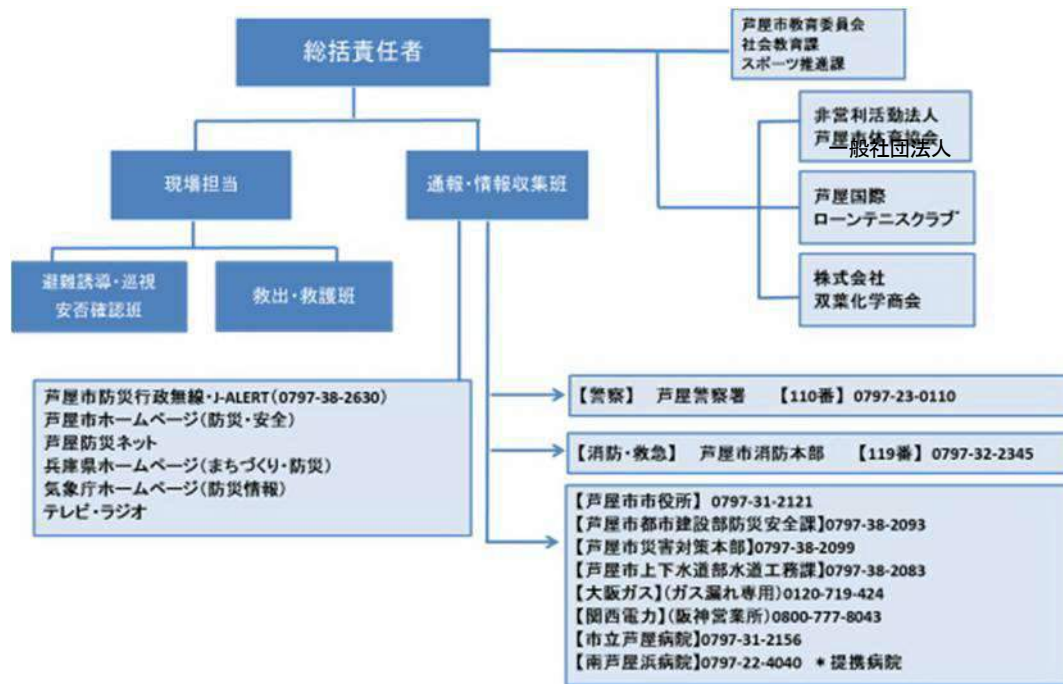 総括責任者
芦屋市教育委員会
社会教育課
スポーツ推進課
非営利活動法人
芦屋市体育協会
一般社団法人
芦屋国際
ローンテニスクラブ
株式会社
双葉化学商会
現場担当
通報・情報収集班
避難誘導・巡視
安否確認班
救出・救護班
芦屋市防災行政無線・J-ALERT(0797-38-2630)
芦屋市ホームページ(防災・安全)
芦屋防災ネット
兵庫県ホームページ(まちづくり・防災)
気象庁ホームページ(防災情報)
テレビ・ラジオ
【警察】 芦屋警察署 【110番】 0797-23-0110
【消防・救急】 芦屋市消防本部 【119番】 0797-32-2345
【芦屋市市役所】 0797-31-2121
【芦屋市都市建設部防災安全課】0797-38-2093
【芦屋市災害対策本部】0797-38-2099
【芦屋市上下水道部水道工務課】0797-38-2083
【大阪ガス】(ガス漏れ専用)0120-719-424
【関西電力】(阪神営業所)0800-777-8043
【市立芦屋病院】0797-31-2156
【南芦屋浜病院】0797-22-4040 *提携病院